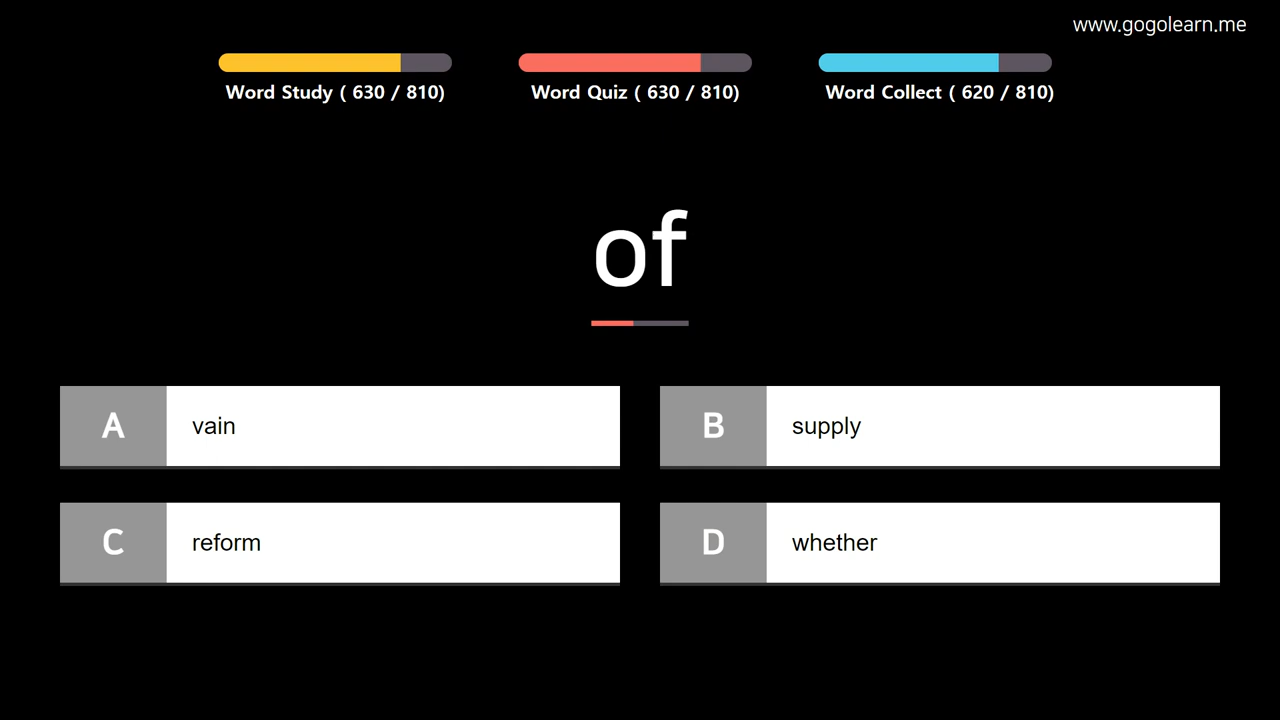 www.gogolearn.me
Word Study ( 630 / 810)
Word Quiz ( 630 / 810)
Word Collect ( 620 / 810)
of
A vain
B supply
C reform
D whether